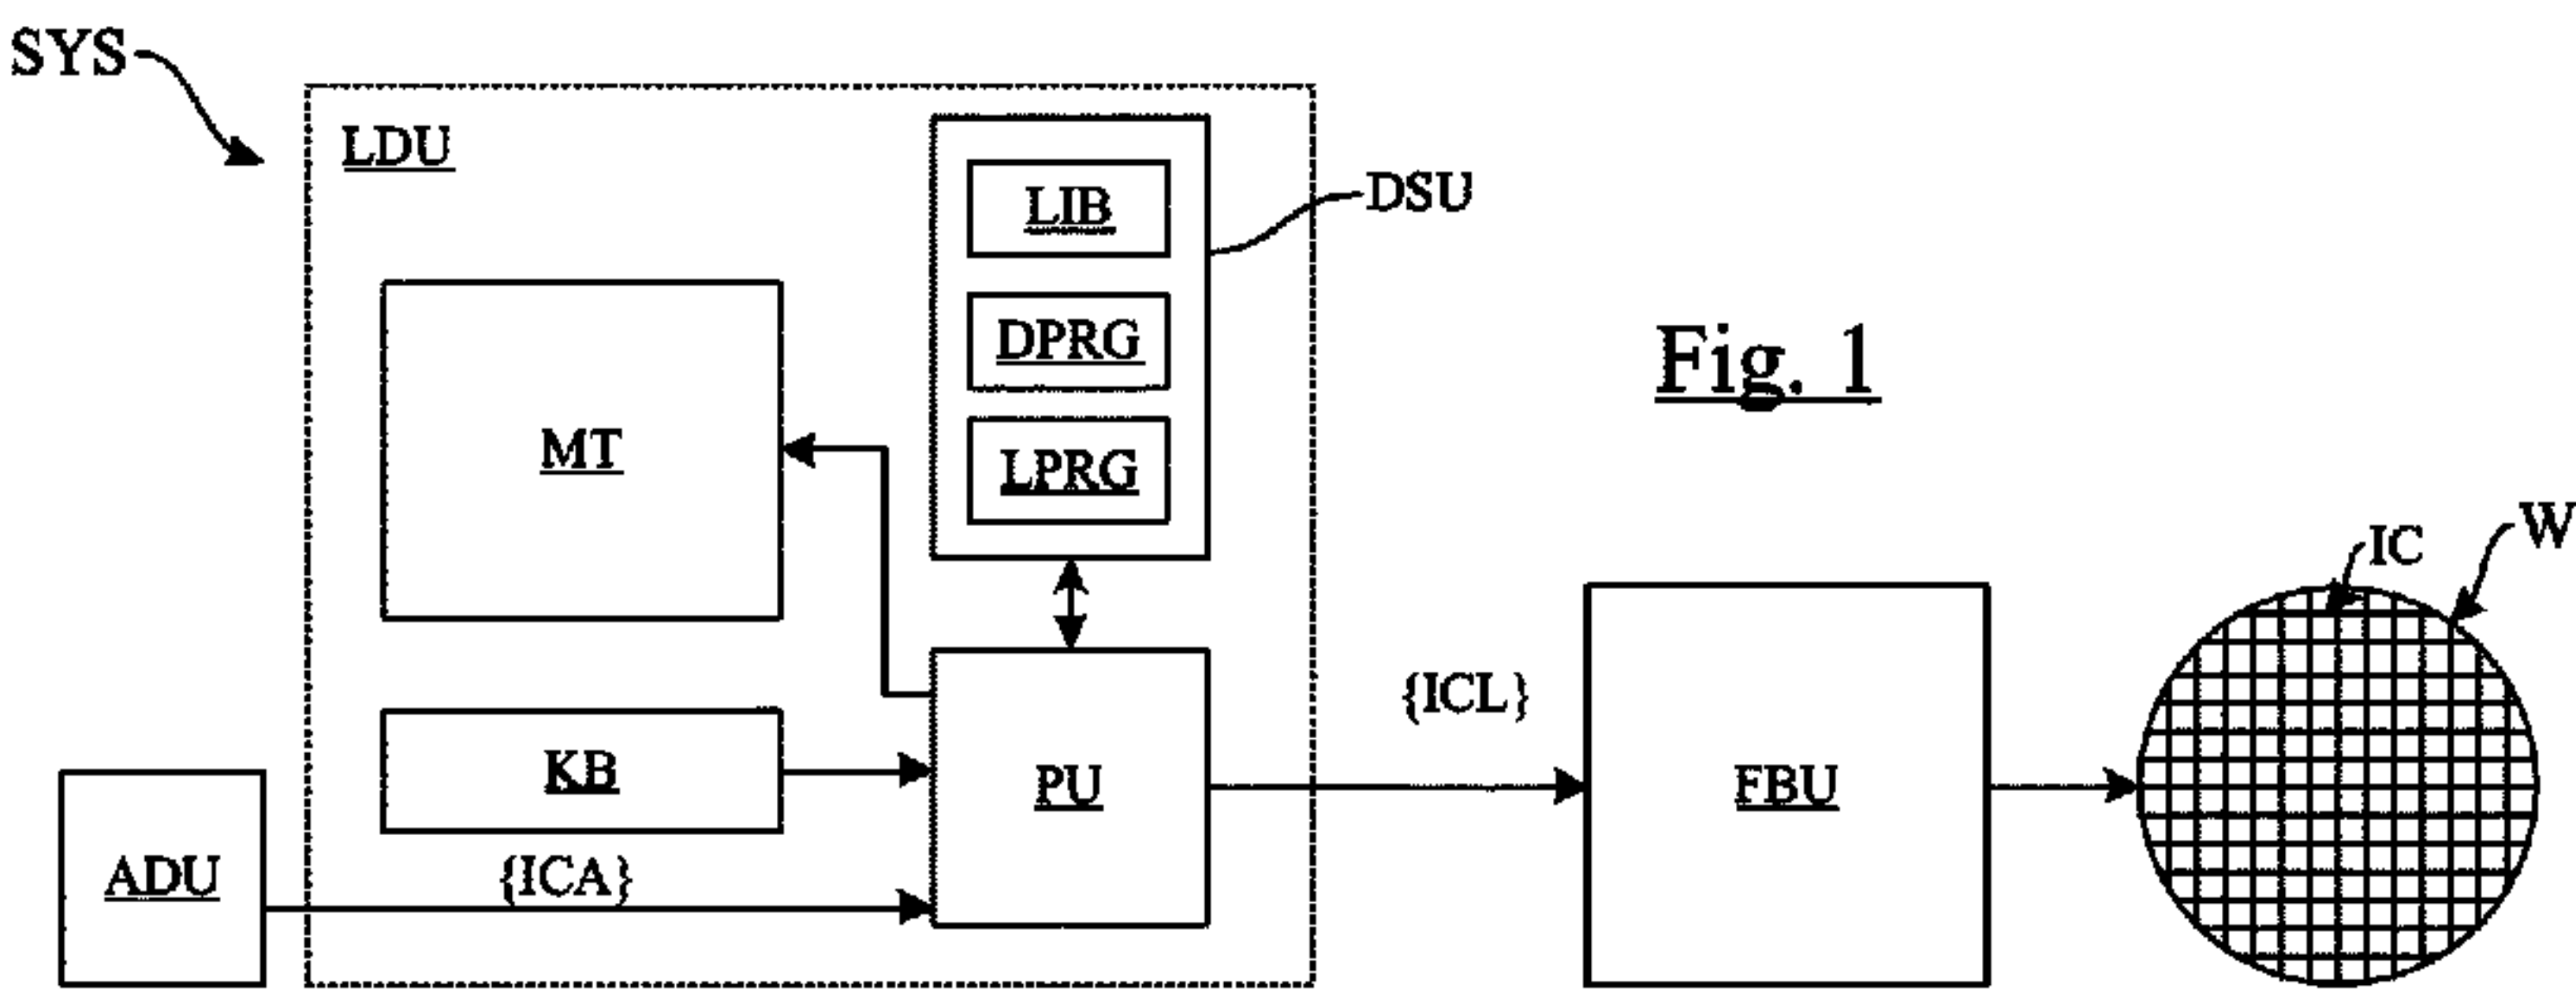 SYS
LDU
LIB
DSU
DPRG
Fig. 1
MT
LPRG
IC
W
{ICL}
KB
PU
FBU
ADU
{ICA}